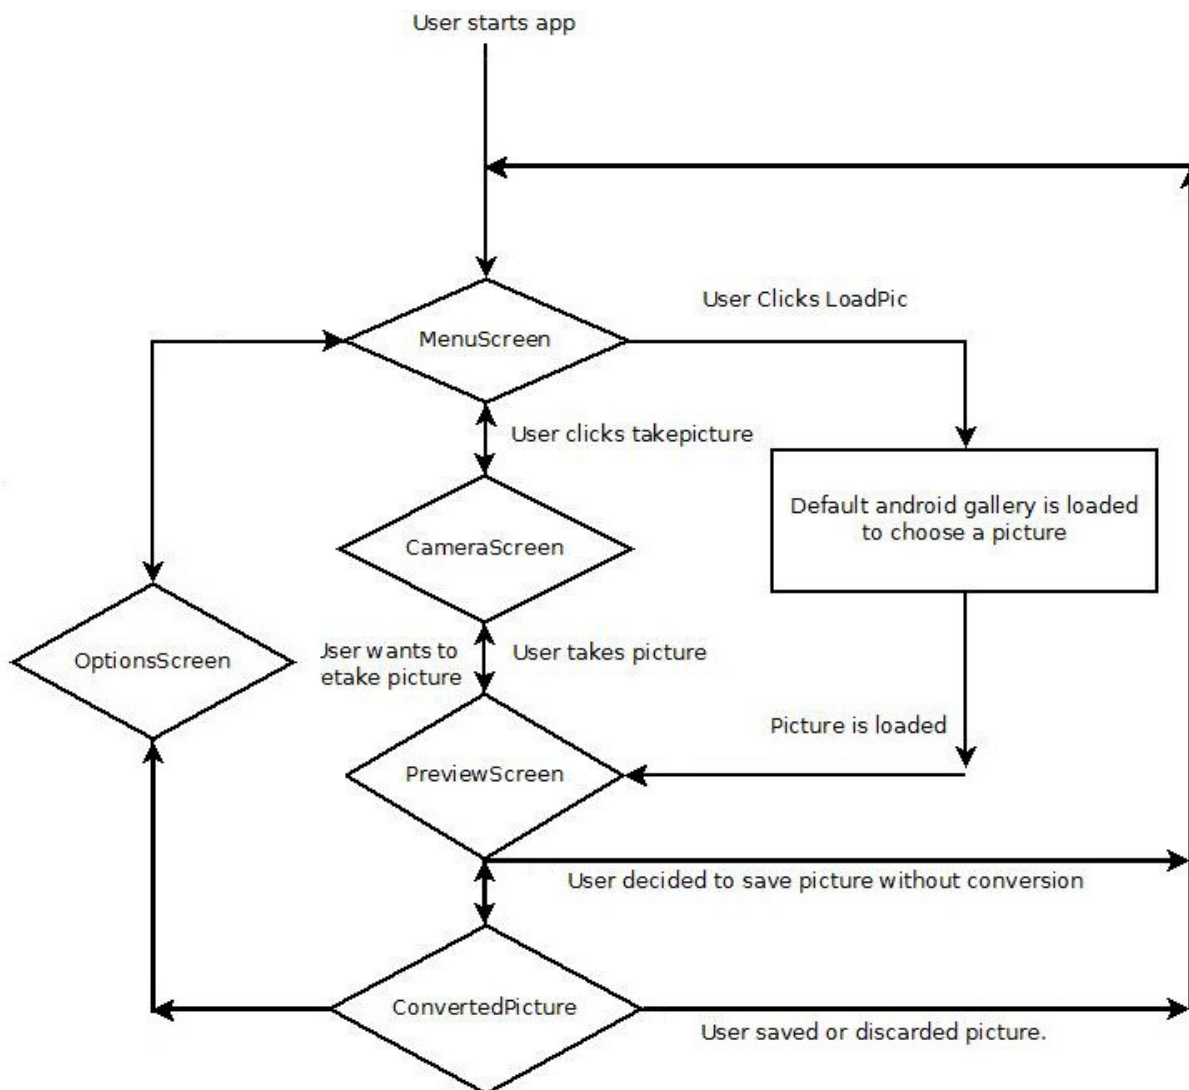 User starts app
User Clicks LoadPic
MenuScreen
User clicks takepicture
Default android gallery is loaded
to choose a picture
CameraScreen
OptionsScreen
Jser wants to
etake picture
User takes picture
Picture is loaded
PreviewScreen
User decided to save picture without conversion
ConvertedPicture
User saved or discarded picture.